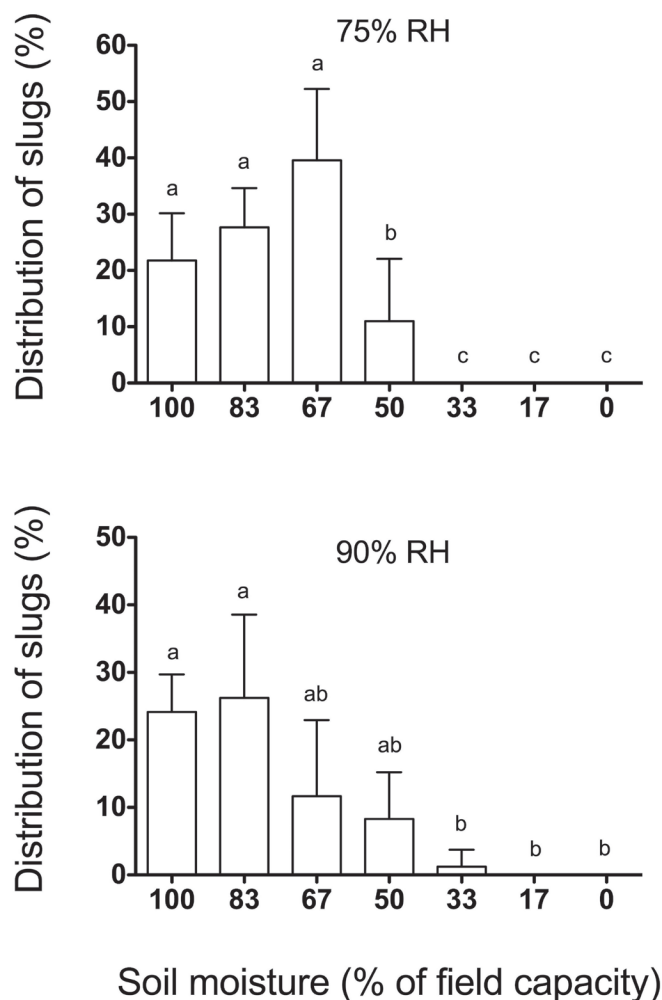 75% RH
Distribution of slugs (%)
60
50
40
30
20
10
0
a
a
a
b
c
c
c
100 83 67 50 33 17 0
90% RH
Distribution of slugs (%)
50
40
30
20
10
0
a
a
ab
ab
b
b
b
100 83 67 50 33 17 0
Soil moisture (% of field capacity)